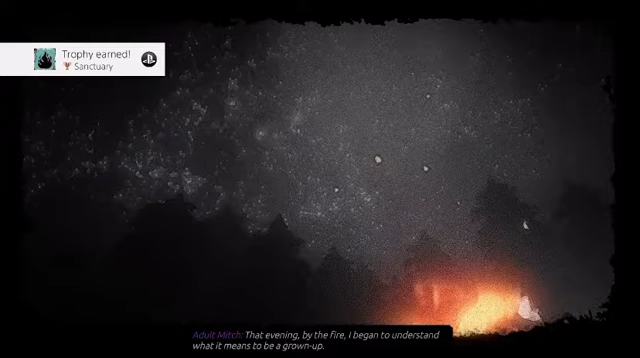 Trophy earned!
Sanctuary
Adult Mitch: That evening, by the fire, I began to understand
what it means to be a grown-up.